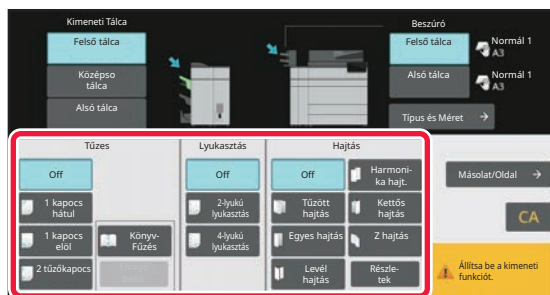 Kimeneti Tálca
Beszúró
Felső tálca
Középso
tálca
Alsó tálca
Felső tálca
Normál 1
A3
Alsó tálca
Normál 1
A3
Típus és Méret
Tűzes
Lyukasztás
Hajtás
Off
1 kapocs
hátul
1 kapocs
elöl
2 tűzőkapocs
Könyv-
Fűzés
Off
2-lyukú
lyukasztás
4-lyukú
lyukasztás
Off
Harmoni-
ka hajt.
Tűzött
hajtás
Kettős
hajtás
Egyes hajtás
Z hajtás
Levél
hajtás
Részle-
tek
Másolat/Oldal
CA
Állítsa be a kimeneti
funkciót.